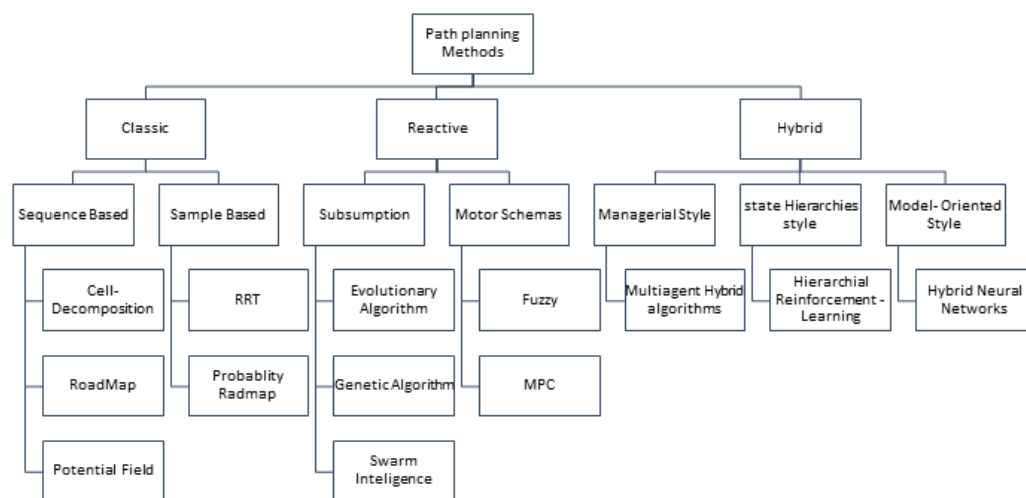 Path planning
Methods
Classic
Reactive
Hybrid
Sequence Based
Sample Based
Subsumption
Motor Schemas
Managerial Style
state Hierarchies
style
Model- Oriented
Style
Cell-
Decomposition
RRT
Evolutionary
Algorithm
Fuzzy
Multiagent Hybrid
algorithms
Hierarchial
Reinforcement -
Learning
Hybrid Neural
Networks
RoadMap
Probablity
Radmap
Genetic Algorithm
MPC
Potential Field
Swarm
Inteligence